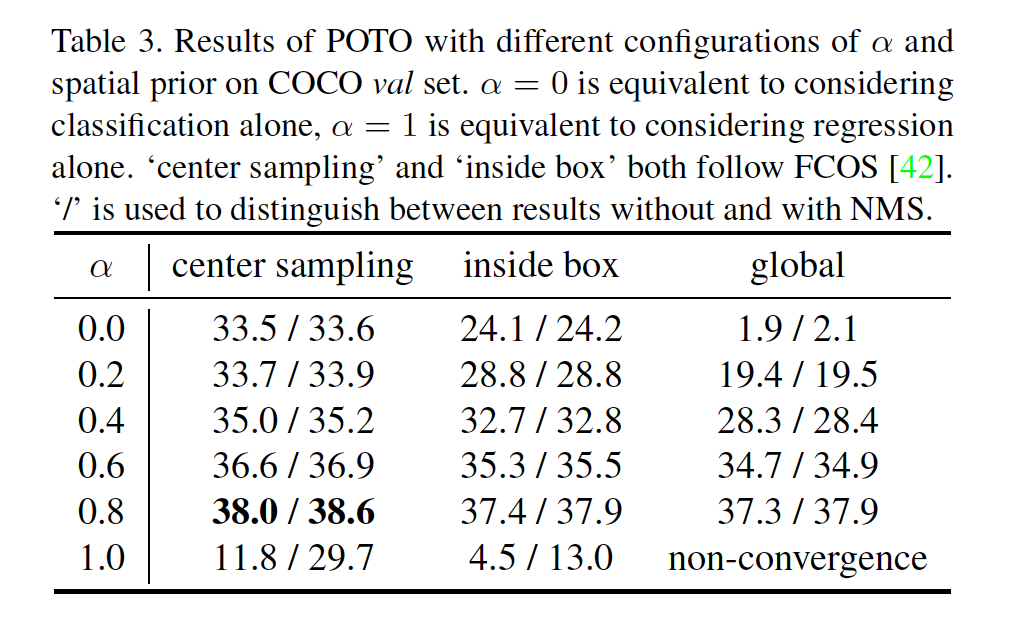 Table 3. Results of POTO with different configurations of α and
spatial prior on COCO val set. α = 0 is equivalent to considering
classification alone, α = 1 is equivalent to considering regression
alone. ‘center sampling’ and ‘inside box’ both follow FCOS [42].
‘/’ is used to distinguish between results without and with NMS.
α center sampling inside box global
0.0 33.5 / 33.6 24.1 / 24.2 1.9 / 2.1
0.2 33.7 / 33.9 28.8 / 28.8 19.4 / 19.5
0.4 35.0 / 35.2 32.7 / 32.8 28.3 / 28.4
0.6 36.6 / 36.9 35.3 / 35.5 34.7 / 34.9
0.8 38.0 / 38.6 37.4 / 37.9 37.3 / 37.9
1.0 11.8 / 29.7 4.5 / 13.0 non-convergence